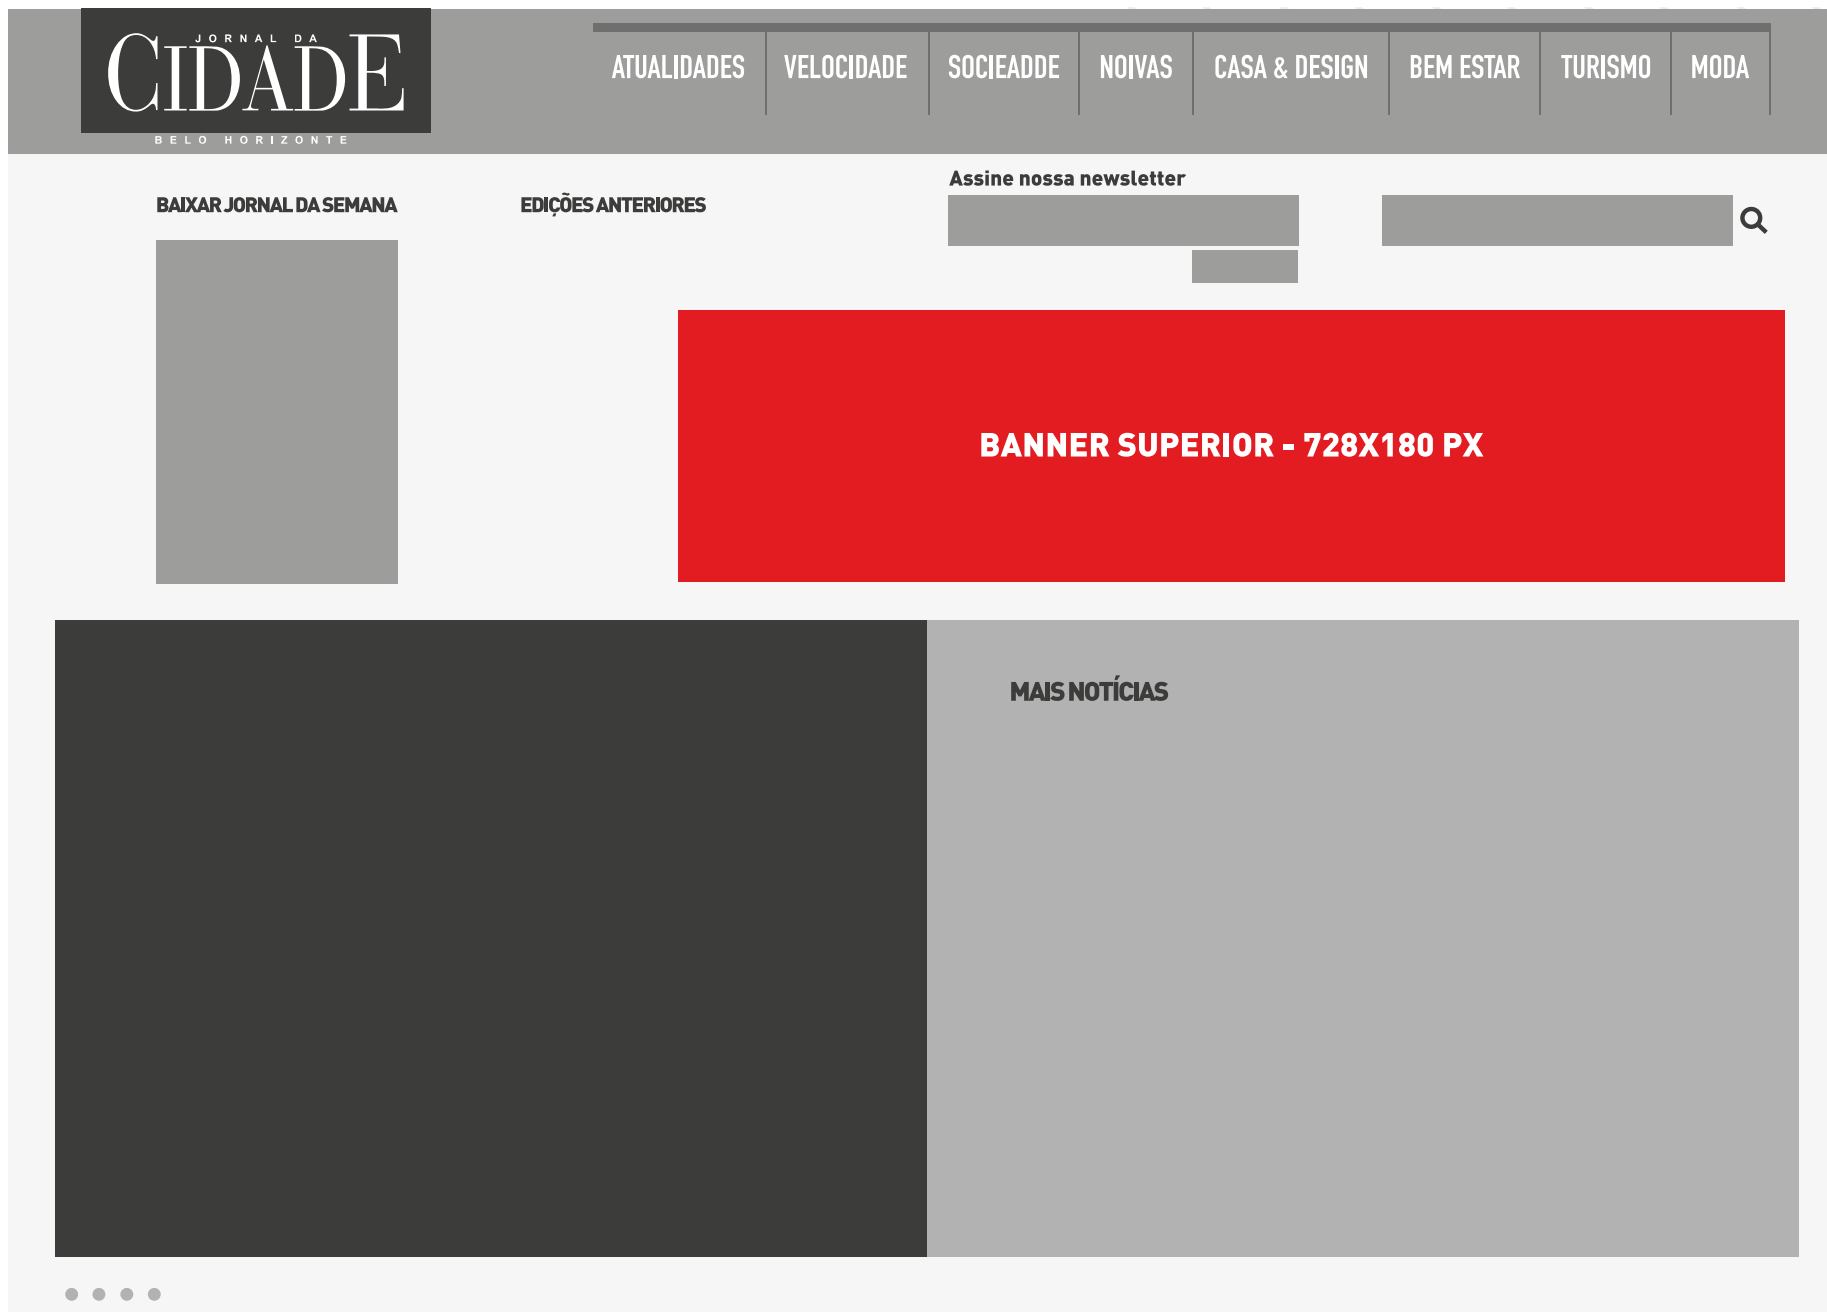 JORNAL DA
CIDADE
BELO HORIZONTE
ATUALIDADES
VELOCIDADE
SOCIEADDE
NOIVAS
CASA & DESIGN
BEM ESTAR
TURISMO
MODA
Assine nossa newsletter
BAIXAR JORNAL DA SEMANA
EDIÇÕES ANTERIORES
BANNER SUPERIOR - 728X180 PX
MAIS NOTÍCIAS